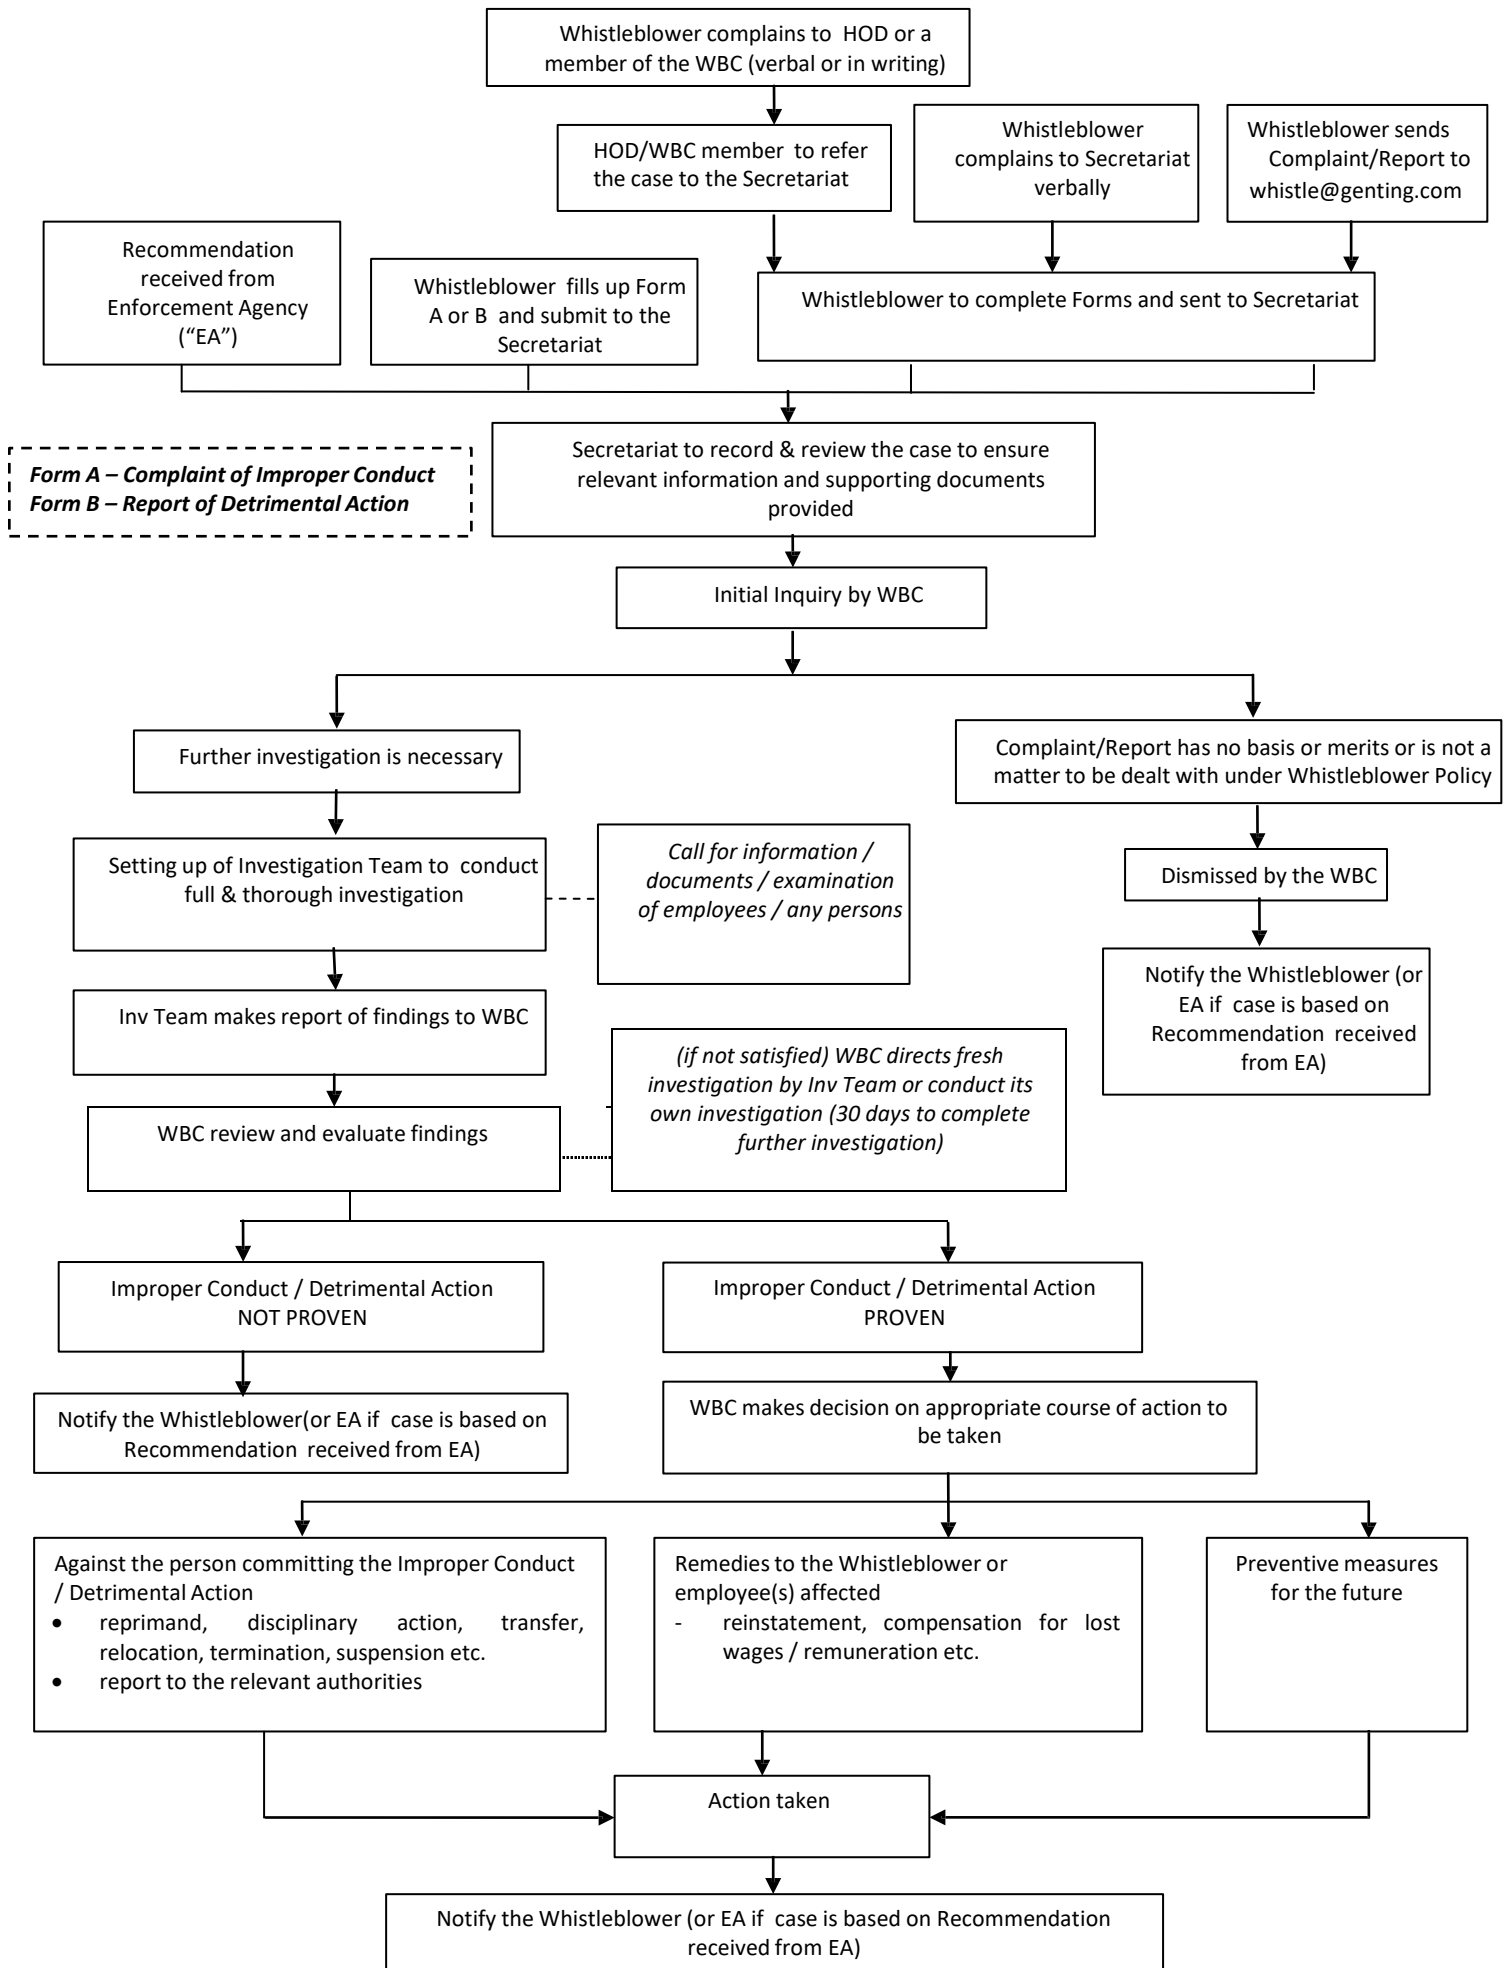 Whistleblower complains to HOD or a
member of the WBC (verbal or in writing)
HOD/WBC member to refer
the case to the Secretariat
Whistleblower
complains to Secretariat
verbally
Whistleblower sends
Complaint/Report to
whistle@genting.com
Recommendation
received from
Enforcement Agency
(“EA”)
Whistleblower fills up Form
A or B and submit to the
Secretariat
Whistleblower to complete Forms and sent to Secretariat
Form A – Complaint of Improper Conduct
Form B – Report of Detrimental Action
Secretariat to record & review the case to ensure
relevant information and supporting documents
provided
Initial Inquiry by WBC
Further investigation is necessary
Complaint/Report has no basis or merits or is not a
matter to be dealt with under Whistleblower Policy
Setting up of Investigation Team to conduct
full & thorough investigation
Call for information /
documents / examination
of employees / any persons
Dismissed by the WBC
Notify the Whistleblower (or
EA if case is based on
Recommendation received
from EA)
Inv Team makes report of findings to WBC
(if not satisfied) WBC directs fresh
investigation by Inv Team or conduct its
own investigation (30 days to complete
further investigation)
WBC review and evaluate findings
Improper Conduct / Detrimental Action
NOT PROVEN
Improper Conduct / Detrimental Action
PROVEN
Notify the Whistleblower(or EA if case is based on
Recommendation received from EA)
WBC makes decision on appropriate course of action to
be taken
Against the person committing the Improper Conduct
/ Detrimental Action
• reprimand, disciplinary action, transfer,
relocation, termination, suspension etc.
• report to the relevant authorities
Remedies to the Whistleblower or
employee(s) affected
- reinstatement, compensation for lost
wages / remuneration etc.
Preventive measures
for the future
Action taken
Notify the Whistleblower (or EA if case is based on Recommendation
received from EA)